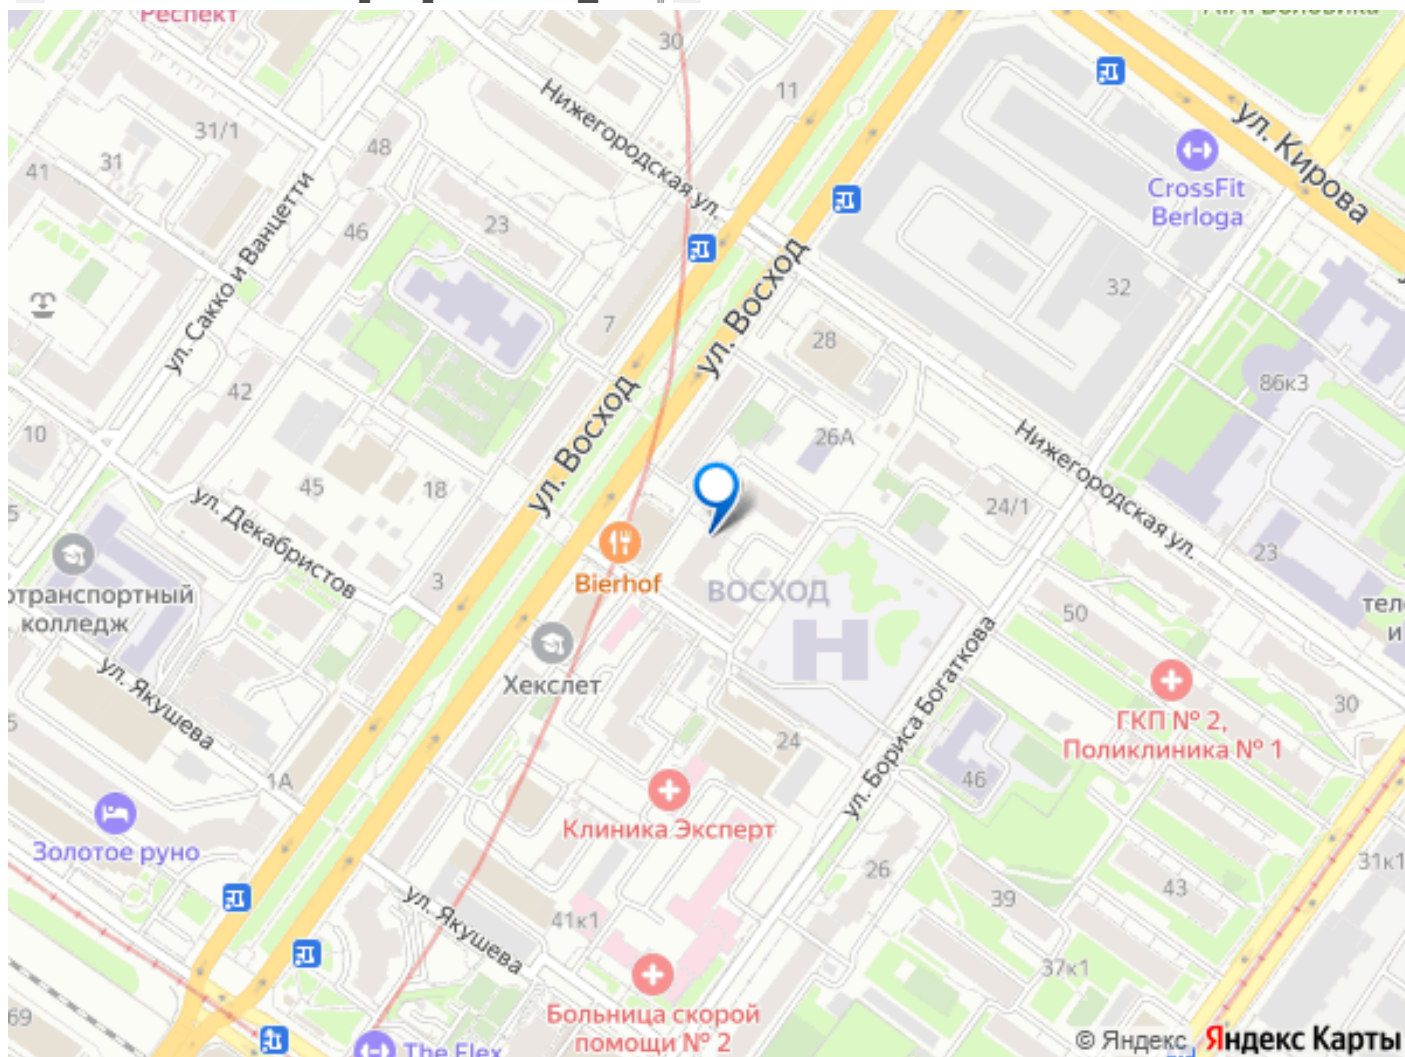 Респект
30
11
Нижегородская ул.
ул. Кирова
31/1
48
31
41
CrossFit
Berloga
23
46
ул. Сакко и Ванцетти
ул. Восход
32
7
28
ул. Восход
42
86к3
10
26А
Нижегородская ул.
45
18
24/1
ул. Декабристов
23
Bierhof
3
ВОСХОД
отранспортный
колледж
тел
и
50
ул. Якушева
Хекслет
ул. Бориса Богаткова
30
ГКП № 2,
Поликлиника № 1
24
1А
46
Клиника Эксперт
Золотое руно
31к1
26
43
39
ул. Якушева
41к1
37к1
69
Больница скорой
помощи № 2
The Flex
© Яндекс Яндекс Карты